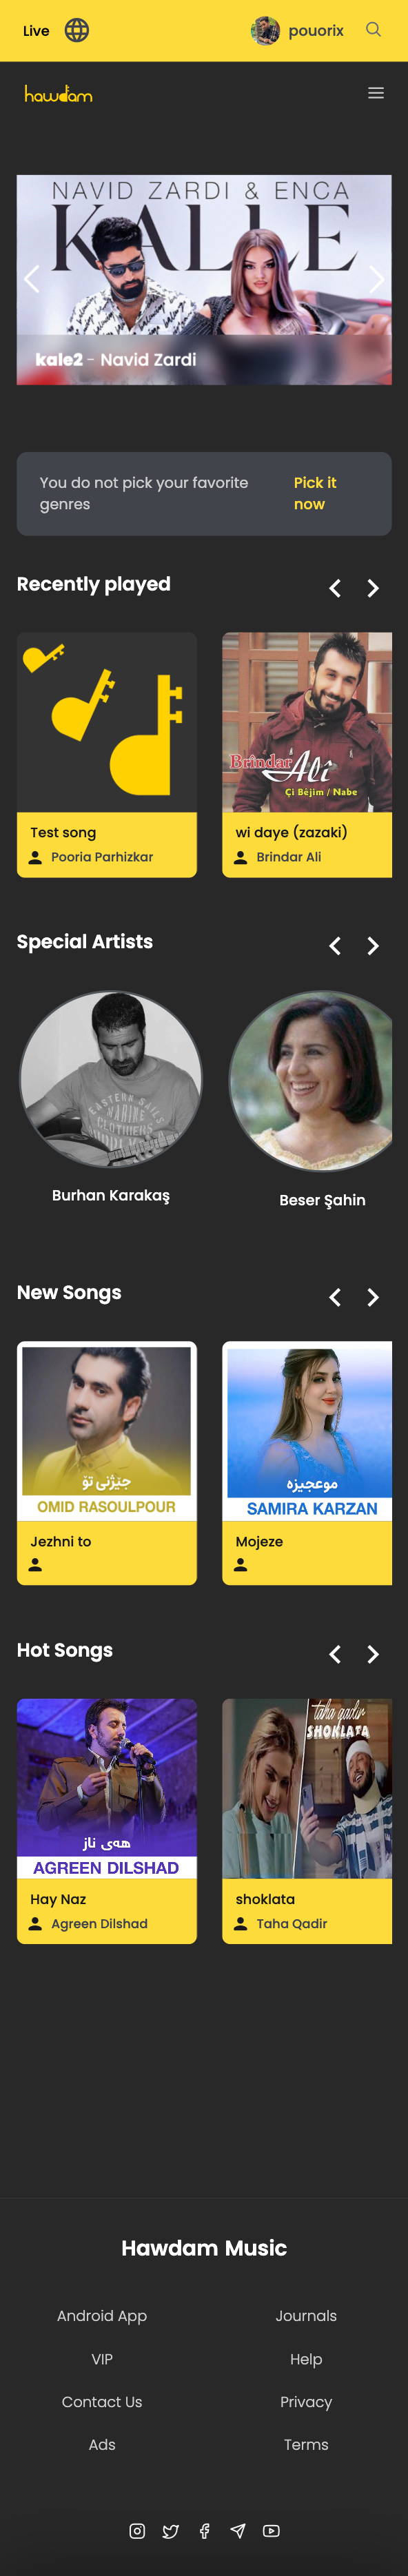 Live
pouorix
hawdam
NAVID ZARDI & ENCA
KALLE
kale2 - Navid Zardi
You do not pick your favorite
genres
Pick it
now
Recently played
Brindar Ali
Çi Bêjim / Nabe
Test song
Pooria Parhizkar
wi daye (zazaki)
Brindar Ali
Special Artists
EASTERN SAILS
MARINE
CLOTHIERS
Burhan Karakaş
Beser Şahin
New Songs
جێژنی تۆ
OMID RASOULPOUR
موعجیزە
SAMIRA KARZAN
Jezhni to
Mojeze
Hot Songs
هەی ناز
AGREEN DILSHAD
taha qadir
SHOKLATA
Hay Naz
Agreen Dilshad
shoklata
Taha Qadir
Hawdam Music
Android App
Journals
VIP
Help
Contact Us
Privacy
Ads
Terms